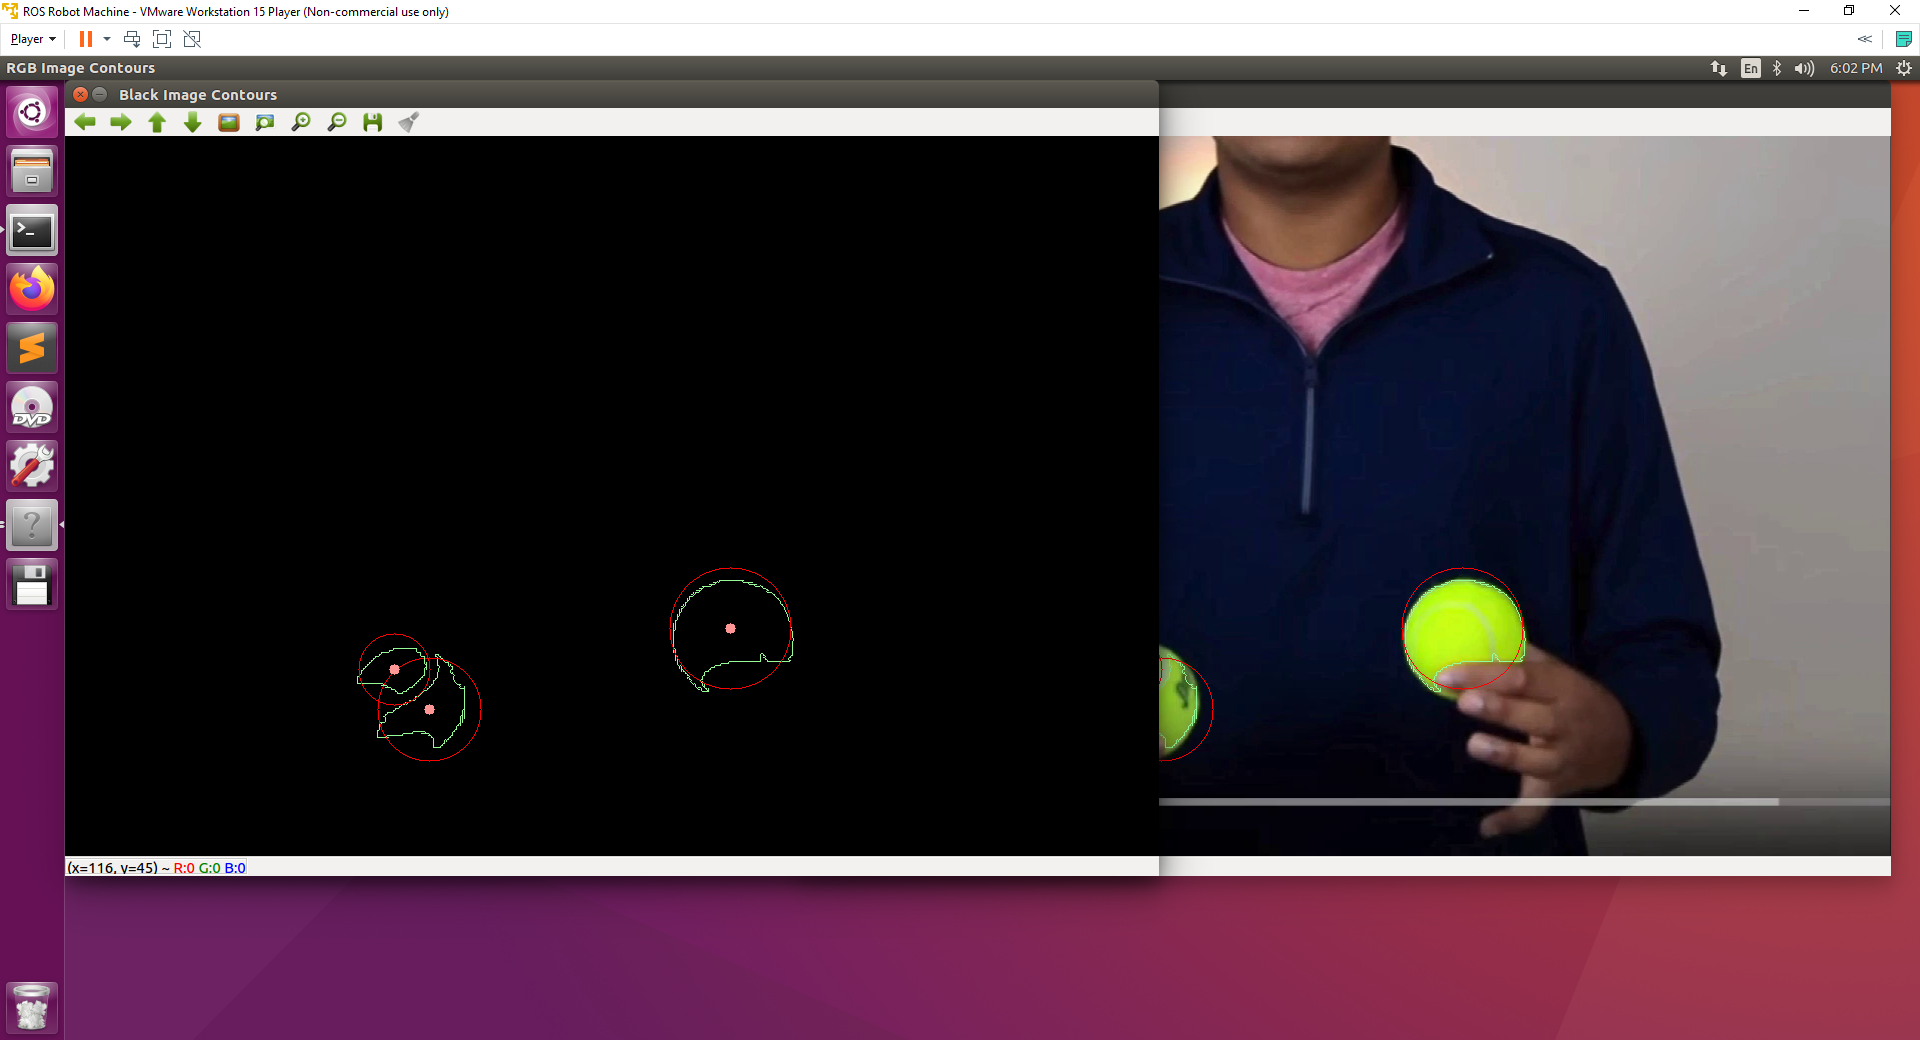 ROS Robot Machine - VMware Workstation 15 Player (Non-commercial use only)
Player
RGB Image Contours
En
6:02 PM
Black Image Contours
DVD
(x=116, y=45) ~ R:0 G:0 B:0